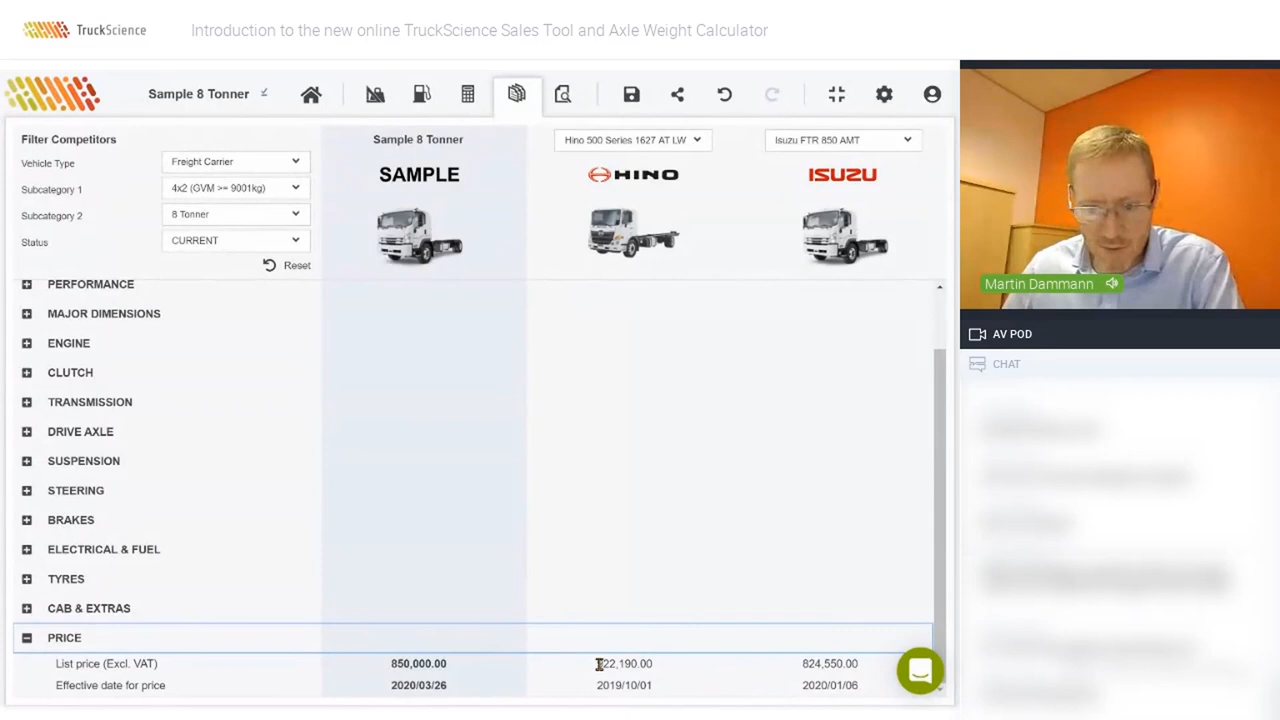 TruckScience
Introduction to the new online TruckScience Sales Tool and Axle Weight Calculator
Sample 8 Tonner
Filter Competitors
Vehicle Type
Freight Carrier
Subcategory 1
4x2 (GVM >= 9001kg)
Subcategory 2
8 Tonner
Status
CURRENT
Reset
Sample 8 Tonner
SAMPLE
Hino 500 Series 1627 AT LW
HINO
Isuzu FTR 850 AMT
ISUZU
PERFORMANCE
MAJOR DIMENSIONS
ENGINE
CLUTCH
TRANSMISSION
DRIVE AXLE
SUSPENSION
STEERING
BRAKES
ELECTRICAL & FUEL
TYRES
CAB & EXTRAS
PRICE
List price (Excl. VAT) 850,000.00 824,550.00
Effective date for price 2020/03/26 2019/10/01 2020/01/06
Martin Dammann
AV POD
CHAT